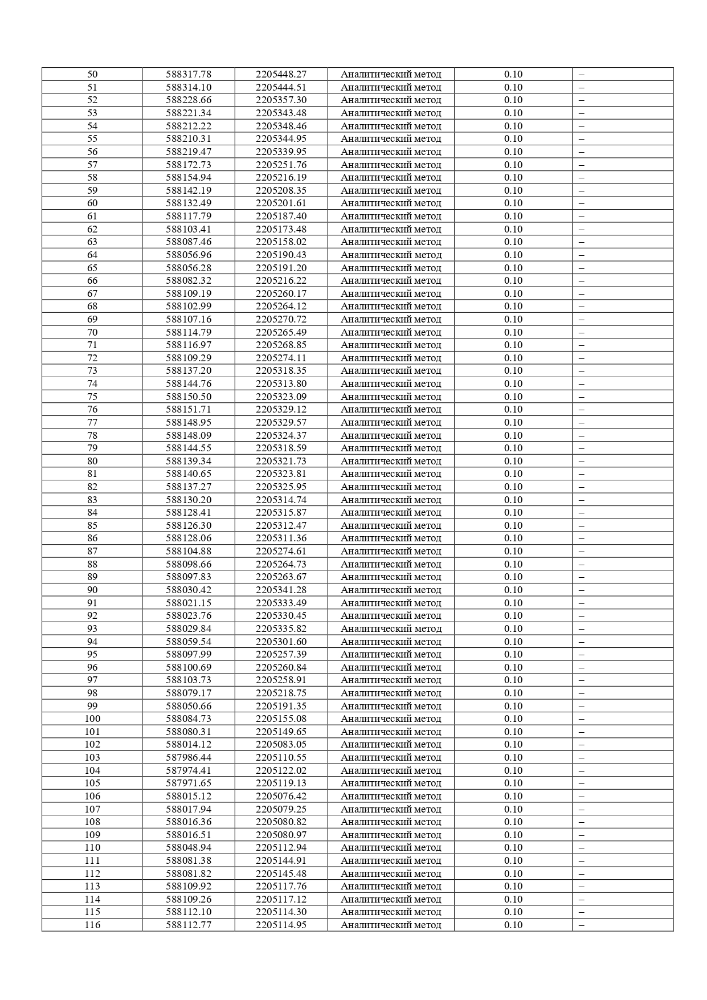 50 588317.78 2205448.27 Аналитический метод 0.10 –
51 588314.10 2205444.51 Аналитический метод 0.10 –
52 588228.66 2205357.30 Аналитический метод 0.10 –
53 588221.34 2205343.48 Аналитический метод 0.10 –
54 588212.22 2205348.46 Аналитический метод 0.10 –
55 588210.31 2205344.95 Аналитический метод 0.10 –
56 588219.47 2205339.95 Аналитический метод 0.10 –
57 588172.73 2205251.76 Аналитический метод 0.10 –
58 588154.94 2205216.19 Аналитический метод 0.10 –
59 588142.19 2205208.35 Аналитический метод 0.10 –
60 588132.49 2205201.61 Аналитический метод 0.10 –
61 588117.79 2205187.40 Аналитический метод 0.10 –
62 588103.41 2205173.48 Аналитический метод 0.10 –
63 588087.46 2205158.02 Аналитический метод 0.10 –
64 588056.96 2205190.43 Аналитический метод 0.10 –
65 588056.28 2205191.20 Аналитический метод 0.10 –
66 588082.32 2205216.22 Аналитический метод 0.10 –
67 588109.19 2205260.17 Аналитический метод 0.10 –
68 588102.99 2205264.12 Аналитический метод 0.10 –
69 588107.16 2205270.72 Аналитический метод 0.10 –
70 588114.79 2205265.49 Аналитический метод 0.10 –
71 588116.97 2205268.85 Аналитический метод 0.10 –
72 588109.29 2205274.11 Аналитический метод 0.10 –
73 588137.20 2205318.35 Аналитический метод 0.10 –
74 588144.76 2205313.80 Аналитический метод 0.10 –
75 588150.50 2205323.09 Аналитический метод 0.10 –
76 588151.71 2205329.12 Аналитический метод 0.10 –
77 588148.95 2205329.57 Аналитический метод 0.10 –
78 588148.09 2205324.37 Аналитический метод 0.10 –
79 588144.55 2205318.59 Аналитический метод 0.10 –
80 588139.34 2205321.73 Аналитический метод 0.10 –
81 588140.65 2205323.81 Аналитический метод 0.10 –
82 588137.27 2205325.95 Аналитический метод 0.10 –
83 588130.20 2205314.74 Аналитический метод 0.10 –
84 588128.41 2205315.87 Аналитический метод 0.10 –
85 588126.30 2205312.47 Аналитический метод 0.10 –
86 588128.06 2205311.36 Аналитический метод 0.10 –
87 588104.88 2205274.61 Аналитический метод 0.10 –
88 588098.66 2205264.73 Аналитический метод 0.10 –
89 588097.83 2205263.67 Аналитический метод 0.10 –
90 588030.42 2205341.28 Аналитический метод 0.10 –
91 588021.15 2205333.49 Аналитический метод 0.10 –
92 588023.76 2205330.45 Аналитический метод 0.10 –
93 588029.84 2205335.82 Аналитический метод 0.10 –
94 588059.54 2205301.60 Аналитический метод 0.10 –
95 588097.99 2205257.39 Аналитический метод 0.10 –
96 588100.69 2205260.84 Аналитический метод 0.10 –
97 588103.73 2205258.91 Аналитический метод 0.10 –
98 588079.17 2205218.75 Аналитический метод 0.10 –
99 588050.66 2205191.35 Аналитический метод 0.10 –
100 588084.73 2205155.08 Аналитический метод 0.10 –
101 588080.31 2205149.65 Аналитический метод 0.10 –
102 588014.12 2205083.05 Аналитический метод 0.10 –
103 587986.44 2205110.55 Аналитический метод 0.10 –
104 587974.41 2205122.02 Аналитический метод 0.10 –
105 587971.65 2205119.13 Аналитический метод 0.10 –
106 588015.12 2205076.42 Аналитический метод 0.10 –
107 588017.94 2205079.25 Аналитический метод 0.10 –
108 588016.36 2205080.82 Аналитический метод 0.10 –
109 588016.51 2205080.97 Аналитический метод 0.10 –
110 588048.94 2205112.94 Аналитический метод 0.10 –
111 588081.38 2205144.91 Аналитический метод 0.10 –
112 588081.82 2205145.48 Аналитический метод 0.10 –
113 588109.92 2205117.76 Аналитический метод 0.10 –
114 588109.26 2205117.12 Аналитический метод 0.10 –
115 588112.10 2205114.30 Аналитический метод 0.10 –
116 588112.77 2205114.95 Аналитический метод 0.10 –